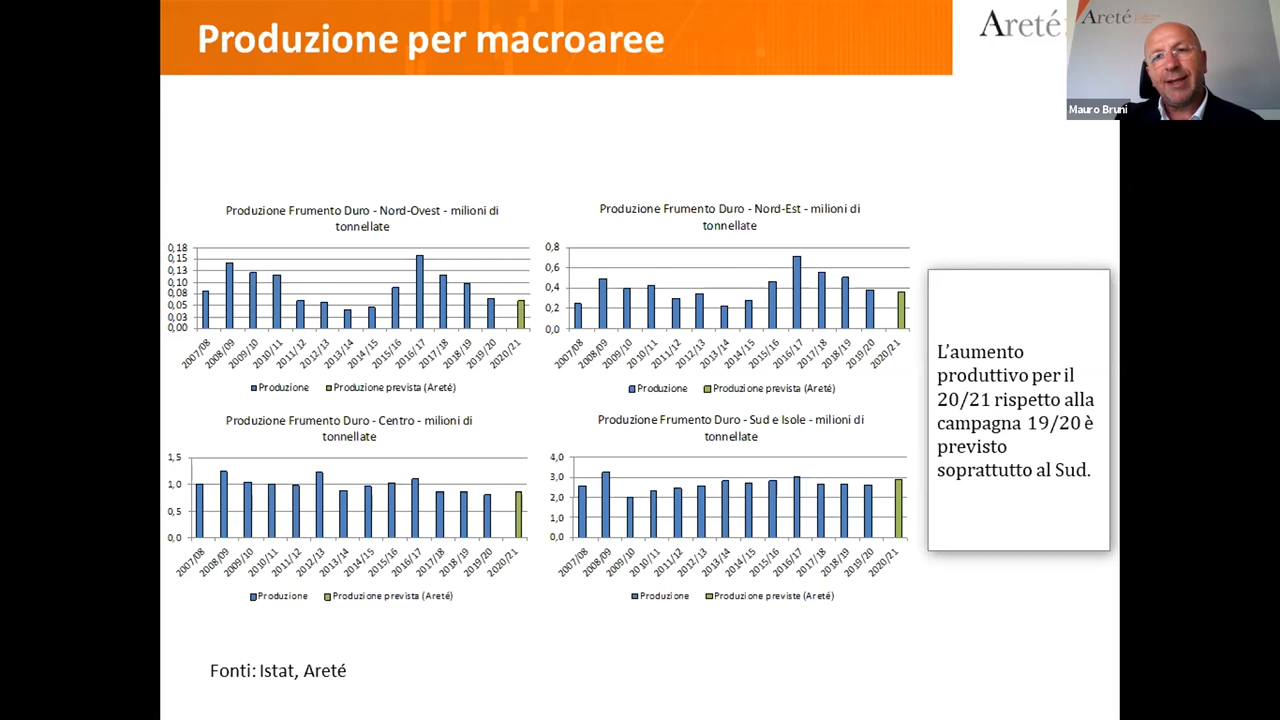 Produzione per macroaree
Areté
Areté
Mauro Bruni
Produzione Frumento Duro - Nord-Ovest - milioni di
tonnellate
0,18
0,15
0,13
0,10
0,08
0,05
0,03
0,00
2007/08 2008/09 2009/10 2010/11 2011/12 2012/13 2013/14 2014/15 2015/16 2016/17 2017/18 2018/19 2019/20 2020/21
Produzione Produzione prevista (Areté)
Produzione Frumento Duro - Nord-Est - milioni di
tonnellate
0,8
0,6
0,4
0,2
0,0
2007/08 2008/09 2009/10 2010/11 2011/12 2012/13 2013/14 2014/15 2015/16 2016/17 2017/18 2018/19 2019/20 2020/21
Produzione Produzione prevista (Areté)
Produzione Frumento Duro - Centro - milioni di
tonnellate
1,5
1,0
0,5
0,0
2007/08 2008/09 2009/10 2010/11 2011/12 2012/13 2013/14 2014/15 2015/16 2016/17 2017/18 2018/19 2019/20 2020/21
Produzione Produzione prevista (Areté)
Produzione Frumento Duro - Sud e Isole - milioni di
tonnellate
4,0
3,0
2,0
1,0
0,0
2007/08 2008/09 2009/10 2010/11 2011/12 2012/13 2013/14 2014/15 2015/16 2016/17 2017/18 2018/19 2019/20 2020/21
Produzione Produzione previste (Areté)
L’aumento
produttivo per il
20/21 rispetto alla
campagna 19/20 è
previsto
soprattutto al Sud.
Fonti: Istat, Areté